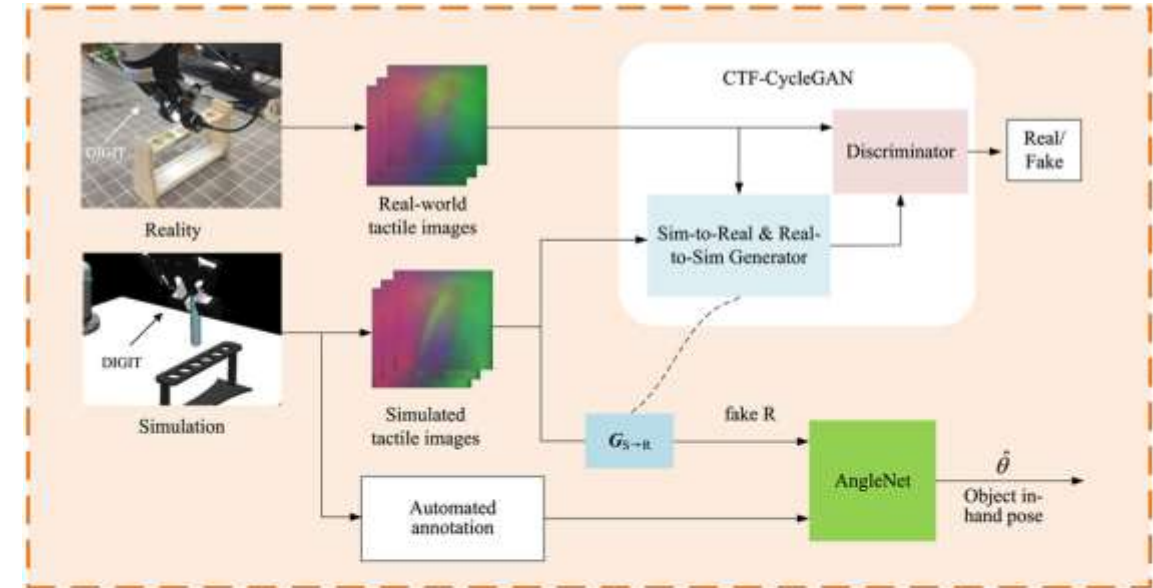 CTF-CycleGAN
DIGIT
Discriminator
Real/
Fake
Reality
Real-world
tactile images
Sim-to-Real & Real-
to-Sim Generator
DIGIT
Simulation
Simulated
tactile images
G S→R
fake R
AngleNet
θ̂
Object in-
hand pose
Automated
annotation